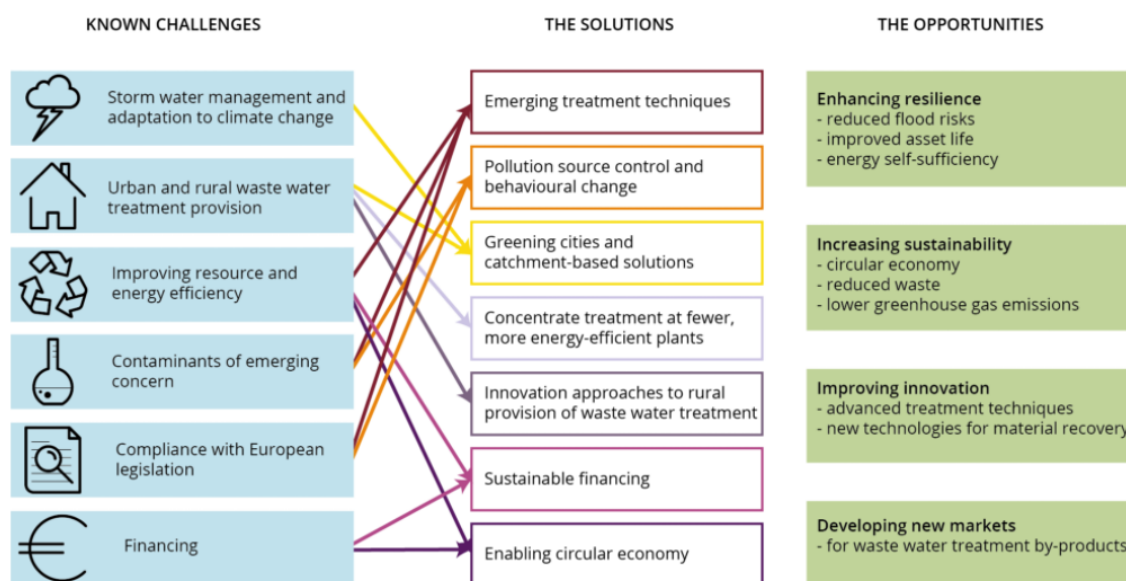 KNOWN CHALLENGES
Storm water management and
adaptation to climate change
Urban and rural waste water
treatment provision
Improving resource and
energy efficiency
Contaminants of emerging
concern
Compliance with European
legislation
Financing
THE SOLUTIONS
Emerging treatment techniques
Pollution source control and
behavioural change
Greening cities and
catchment-based solutions
Concentrate treatment at fewer,
more energy-efficient plants
Innovation approaches to rural
provision of waste water treatment
Sustainable financing
Enabling circular economy
THE OPPORTUNITIES
Enhancing resilience
- reduced flood risks
- improved asset life
- energy self-sufficiency
Increasing sustainability
- circular economy
- reduced waste
- lower greenhouse gas emissions
Improving innovation
- advanced treatment techniques
- new technologies for material recovery
Developing new markets
- for waste water treatment by-products